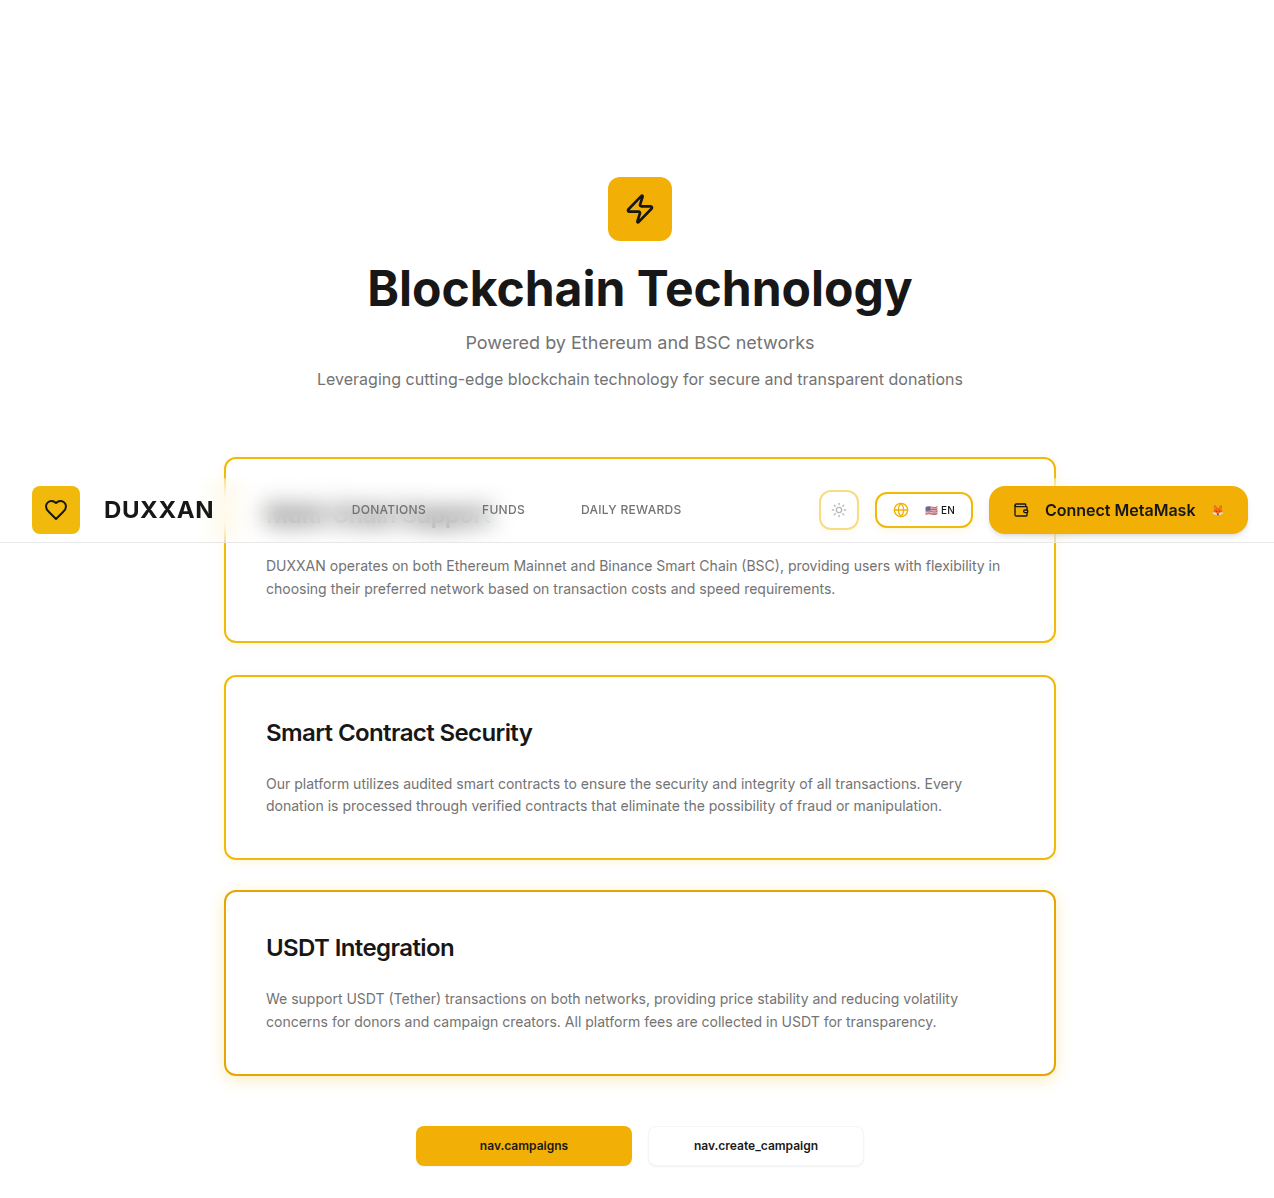 Blockchain Technology
Powered by Ethereum and BSC networks
Leveraging cutting-edge blockchain technology for secure and transparent donations
DUXXAN
DONATIONS
FUNDS
DAILY REWARDS
🇺🇸 EN
Connect MetaMask 🦊
Multi-Chain Support
DUXXAN operates on both Ethereum Mainnet and Binance Smart Chain (BSC), providing users with flexibility in
choosing their preferred network based on transaction costs and speed requirements.
Smart Contract Security
Our platform utilizes audited smart contracts to ensure the security and integrity of all transactions. Every
donation is processed through verified contracts that eliminate the possibility of fraud or manipulation.
USDT Integration
We support USDT (Tether) transactions on both networks, providing price stability and reducing volatility
concerns for donors and campaign creators. All platform fees are collected in USDT for transparency.
nav.campaigns
nav.create_campaign